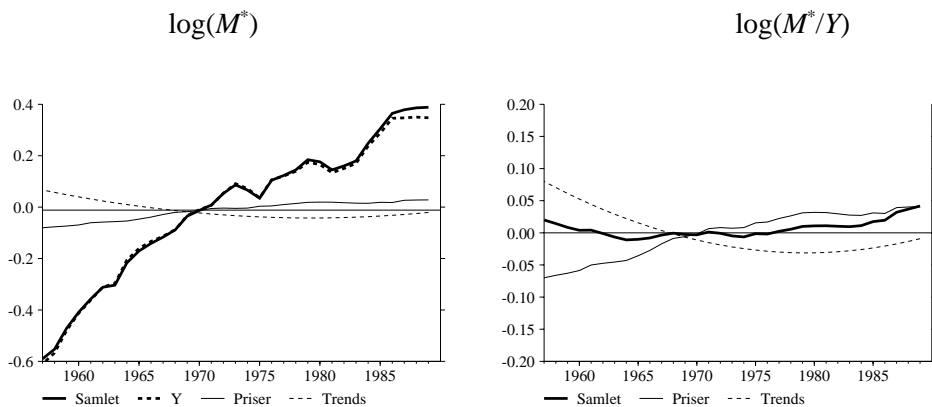 log(M*)
log(M*/Y)
0.4
0.2
0.0
-0.2
-0.4
-0.6
1960 1965 1970 1975 1980 1985
Samlet Y Priser Trends
0.20
0.15
0.10
0.05
0.00
-0.05
-0.10
-0.15
-0.20
1960 1965 1970 1975 1980 1985
Samlet Priser Trends